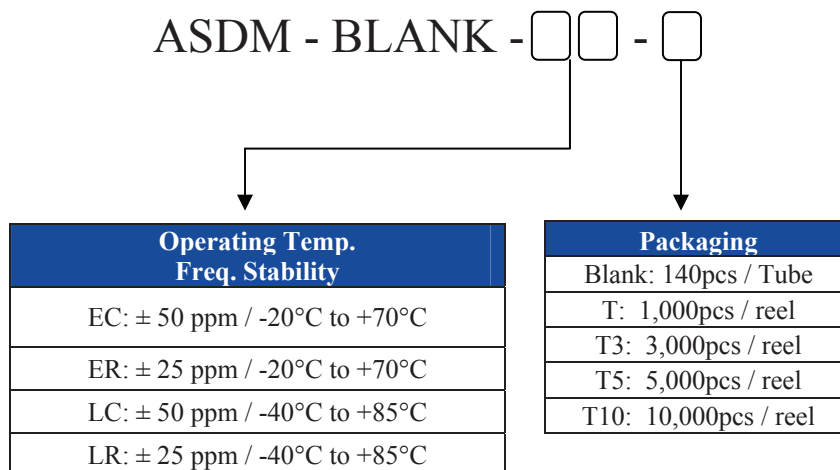 ASDM - BLANK - -
Operating Temp.
Freq. Stability
EC: ± 50 ppm / -20°C to +70°C
ER: ± 25 ppm / -20°C to +70°C
LC: ± 50 ppm / -40°C to +85°C
LR: ± 25 ppm / -40°C to +85°C
Packaging
Blank: 140pcs / Tube
T: 1,000pcs / reel
T3: 3,000pcs / reel
T5: 5,000pcs / reel
T10: 10,000pcs / reel